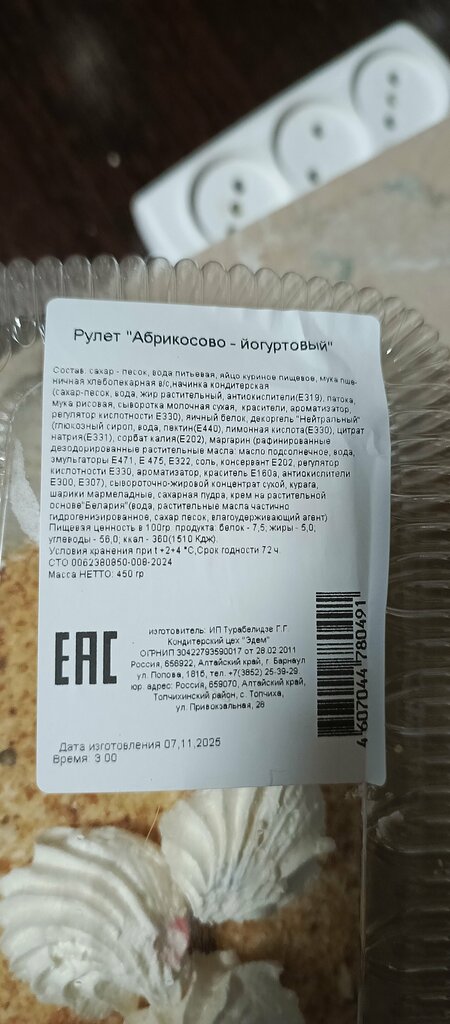 Рулет "Абрикосово - йогуртовый"
Состав: сахар - песок, вода питьевая, яйцо куриное пищевое, мука пше-
ничная хлебопекарная в/с,начинка кондитерская
(сахар-песок, вода, жир растительный, антиокислители(Е319), патока,
мука рисовая, сыворотка молочная сухая, красители, ароматизатор,
регулятор кислотности Е330), яичный белок, декоргель "Нейтральный"
(глюкозный сироп, вода, пектин(Е440), лимонная кислота(Е330), цитрат
натрия(Е331), сорбат калия(Е202), маргарин (рафинированные
дезодорированные растительные масла: масло подсолнечное, вода,
эмульгаторы Е471, Е 475, Е322, соль, консервант Е202, регулятор
кислотности Е330, ароматизатор, краситель Е160а, антиокислители
Е300, Е307), сывороточно-жировой концентрат сухой, курага,
шарики мармеладные, сахарная пудра, крем на растительной
основе"Белария"(вода, растительные масла частично
гидрогенизированное, сахар песок, влагоудерживающий агент)
Пищевая ценность в 100гр. продукта: белок - 7,5; жиры - 5,0;
углеводы - 56,0; ккал - 360(1510 Кдж).
Условия хранения при t +2+4 °С,Срок годности 72 ч.
СТО 0062380850-008-2024
Масса НЕТТО: 450 гр
ЕАС
изготовитель: ИП Турабелидзе Г.Г.
Кондитерский цех "Эдем"
ОГРНИП 30422793590017 от 28.02 2011
Россия, 656922, Алтайский край, г. Барнаул
ул. Попова, 181б, тел. +7(3852) 25-39-29.
юр. адрес: Россия, 659070, Алтайский край,
Топчихинский район, с. Топчиха,
ул. Привокзальная, 28
4 607044 780491
Дата изготовления 07,11,2025
Время: 3 00